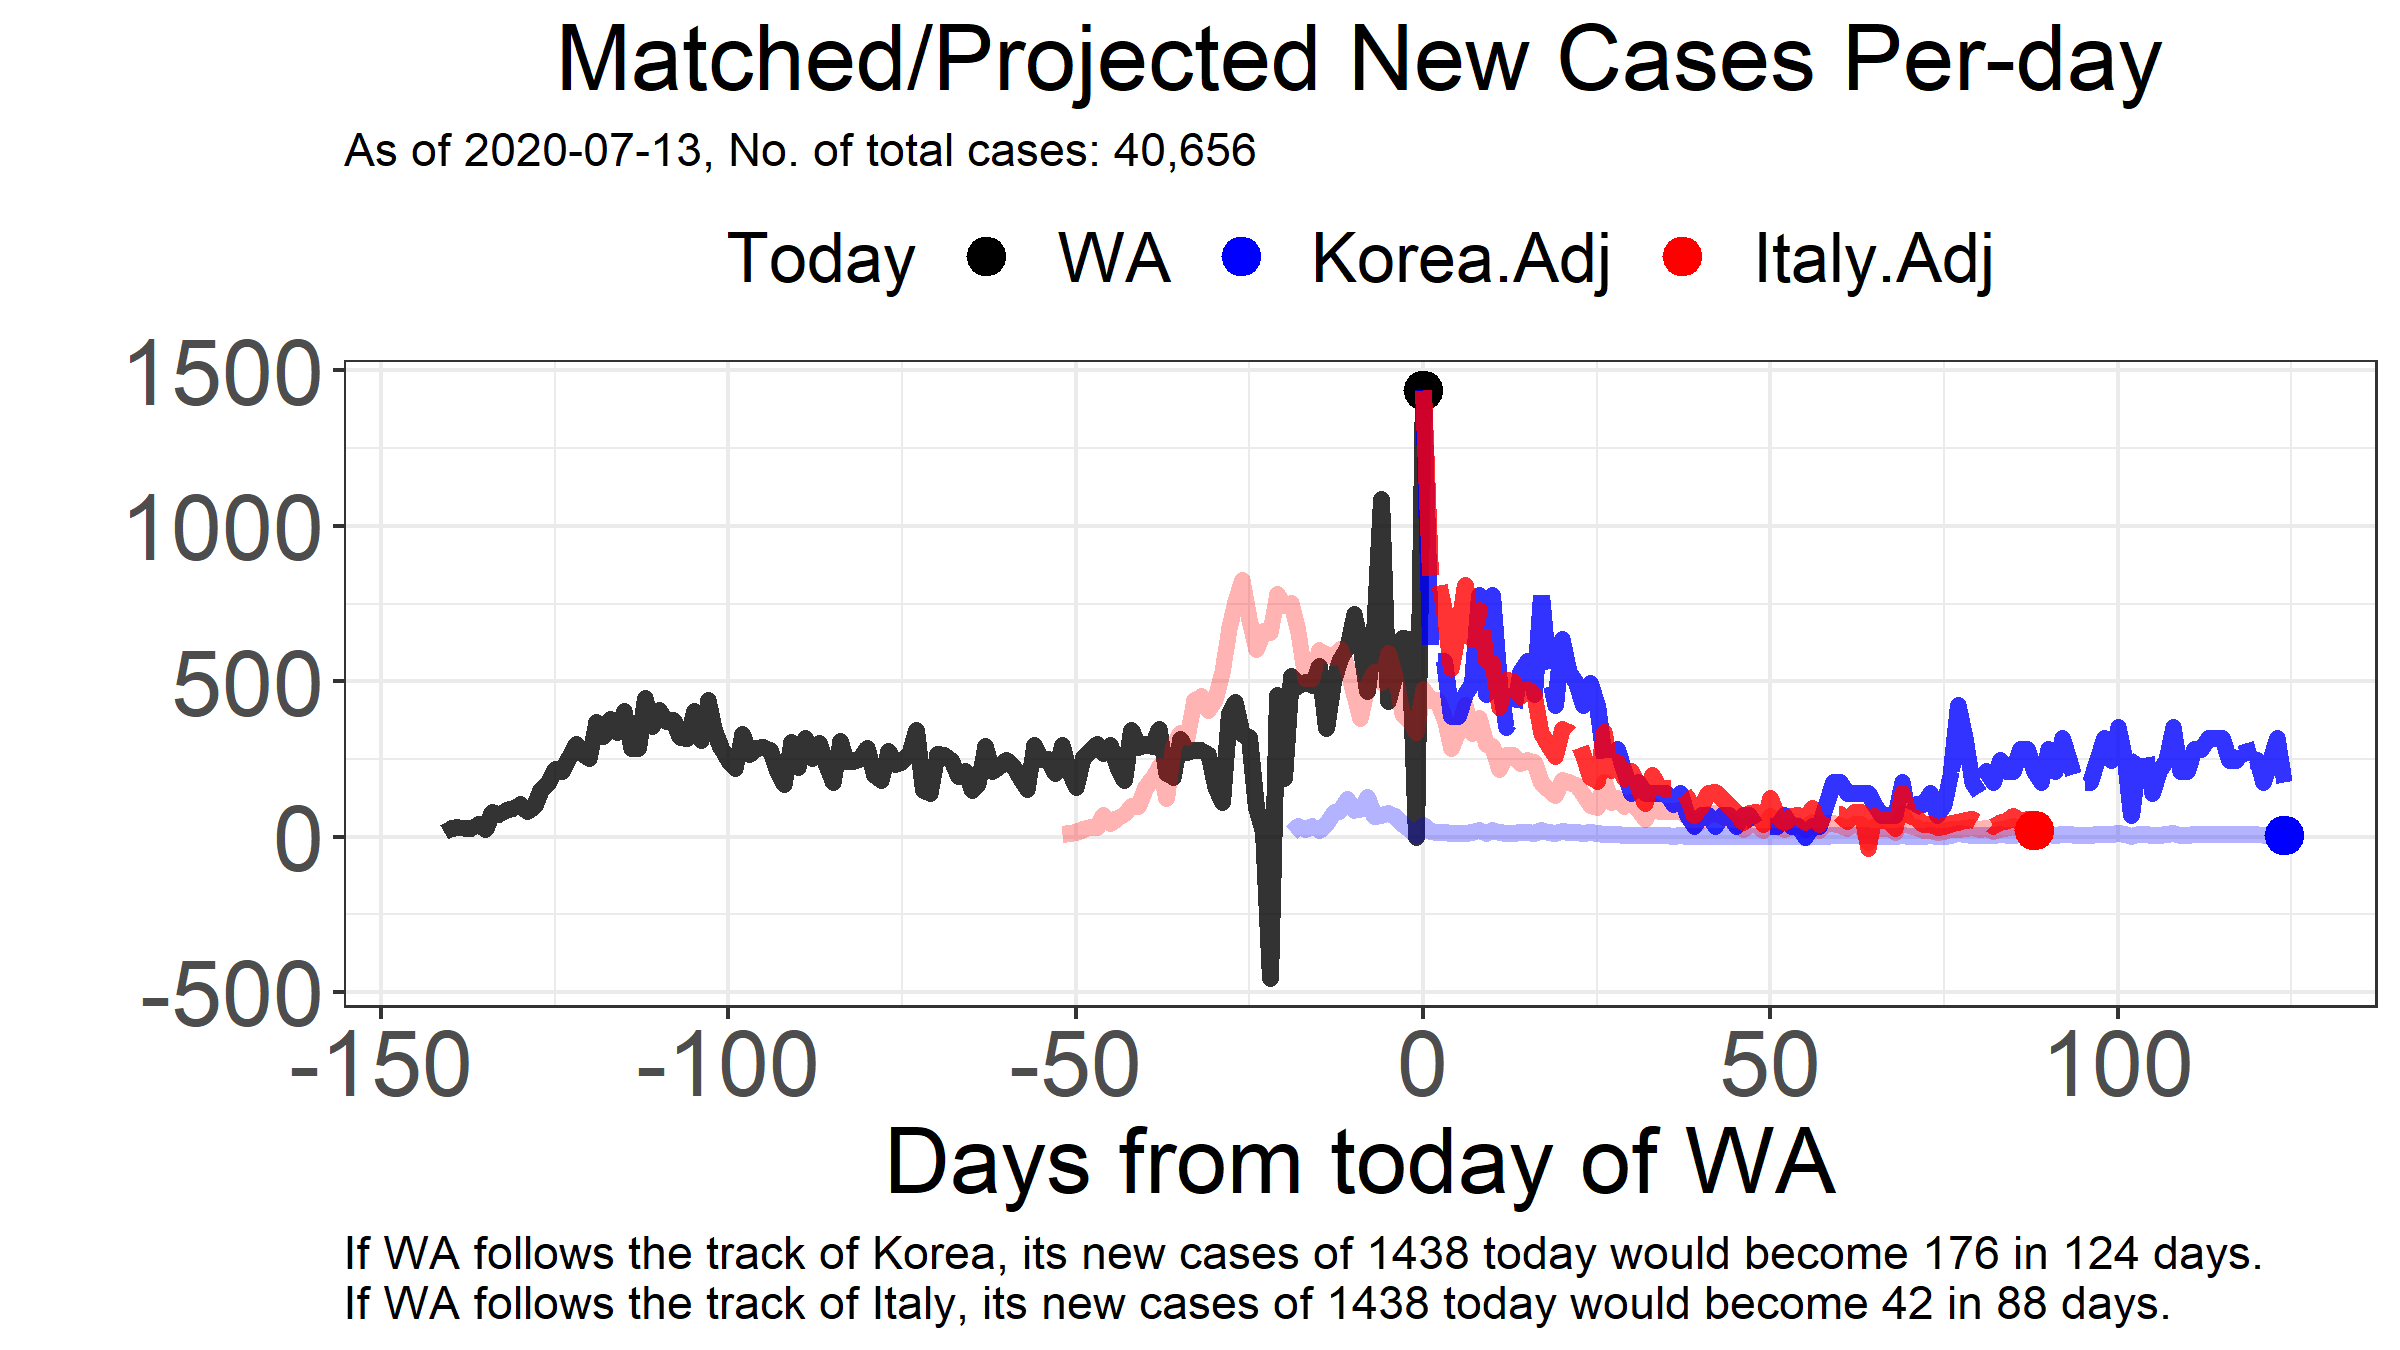 Matched/Projected New Cases Per-day
As of 2020-07-13, No. of total cases: 40,656
Today WA Korea.Adj Italy.Adj
1500
1000
500
0
-500
-150 -100 -50 0 50 100
Days from today of WA
If WA follows the track of Korea, its new cases of 1438 today would become 176 in 124 days.
If WA follows the track of Italy, its new cases of 1438 today would become 42 in 88 days.